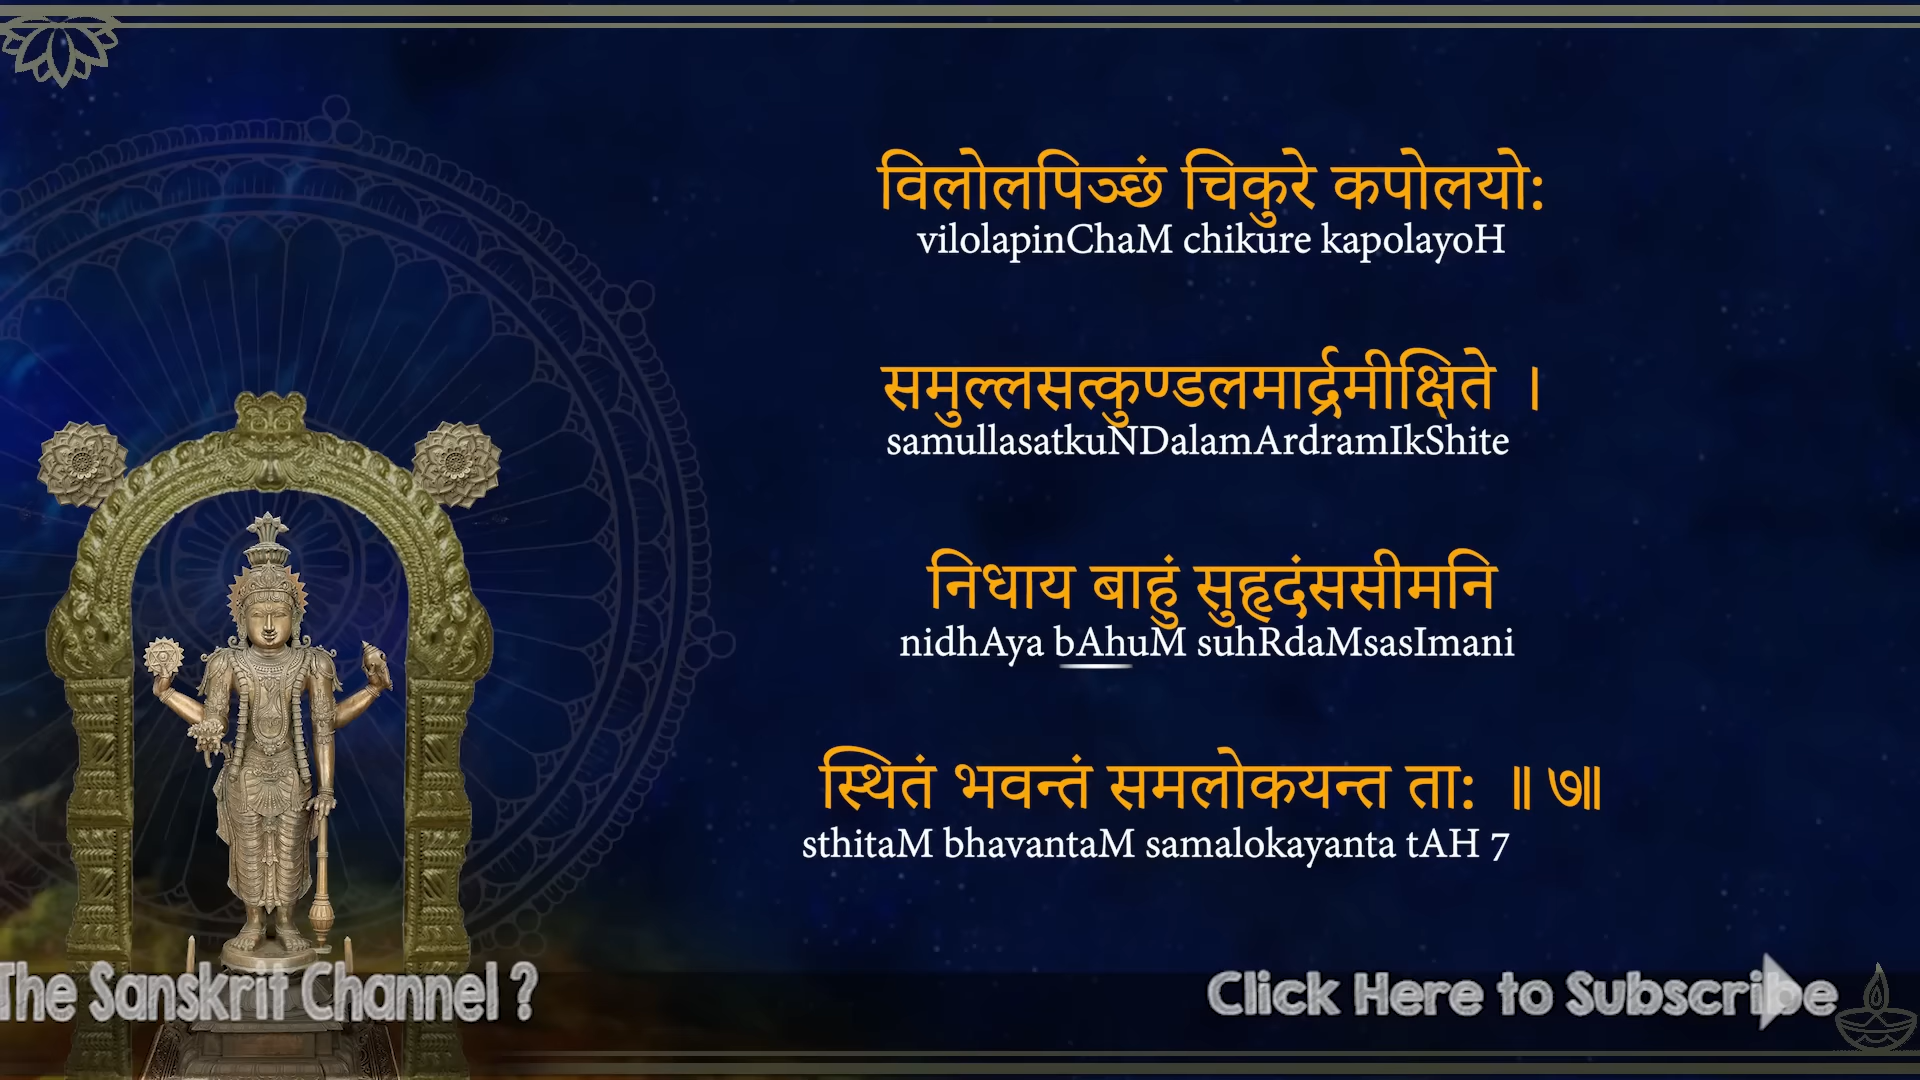 विलोलपिञ्छं चिकुरे कपोलयो:
vilolapinChaM chikure kapolayoH
समुल्लसत्कुण्डलमार्द्रमीक्षिते ।
samullasatkuNDalamArdramIkShite
निधाय बाहुं सुहृदंससीमनि
nidhAya bAhuM suhRdaMsasImani
स्थितं भवन्तं समलोकयन्त ता: ॥ ७॥
sthitaM bhavantaM samalokayanta tAH 7
The Sanskrit Channel ?
Click Here to Subscribe